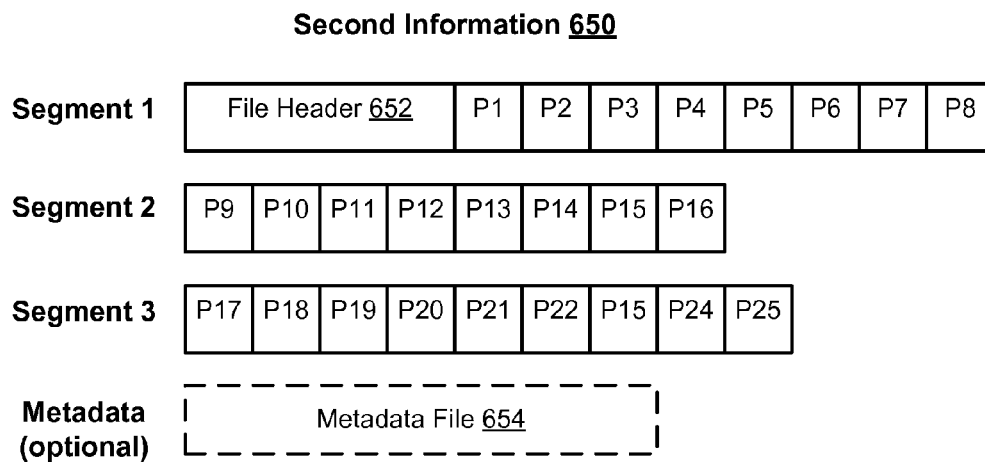 Second Information 650
Segment 1 File Header 652 P1 P2 P3 P4 P5 P6 P7 P8
Segment 2 P9 P10 P11 P12 P13 P14 P15 P16
Segment 3 P17 P18 P19 P20 P21 P22 P15 P24 P25
Metadata
(optional)
Metadata File 654